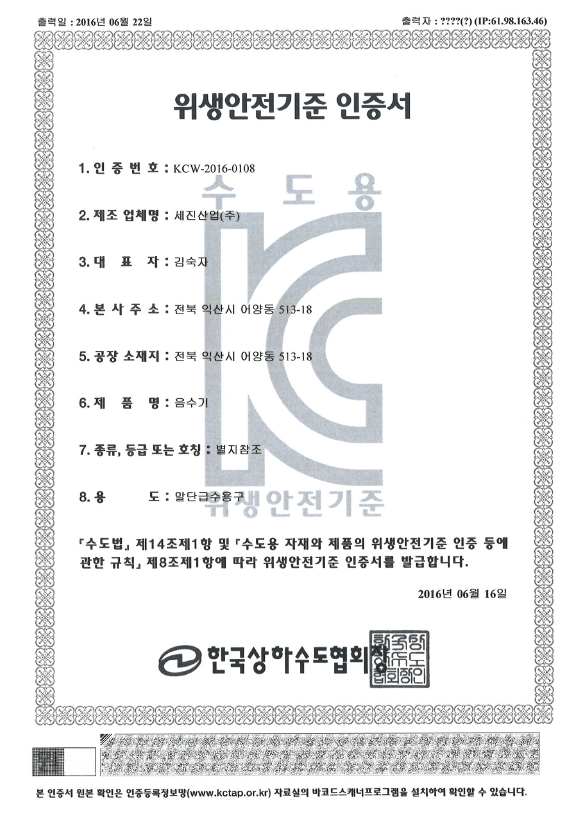 출력일 : 2016년 06월 22일
출력자 : ????(?) (IP:61.98.163.46)
위생안전기준 인증서
1. 인 증 번 호 : KCW-2016-0108
수 도 용
2. 제조 업체명 : 세진산업(주)
3. 대 표 자 : 김숙자
4. 본 사 주 소 : 전북 익산시 어양동 513-18
5. 공장 소재지 : 전북 익산시 어양동 513-18
6. 제 품 명 : 음수기
7. 종류, 등급 또는 호칭 : 별지참조
8. 용 도 : 말단급수용구
위생안전기준
「수도법」 제14조제1항 및 「수도용 자재와 제품의 위생안전기준 인증 등에
관한 규칙」 제8조제1항에 따라 위생안전기준 인증서를 발급합니다.
2016년 06월 16일
한국상하수도협회장
본 인증서 원본 확인은 인증등록정보망(www.kctap.or.kr) 자료실의 바코드스캐너프로그램을 설치하여 확인할 수 있습니다.